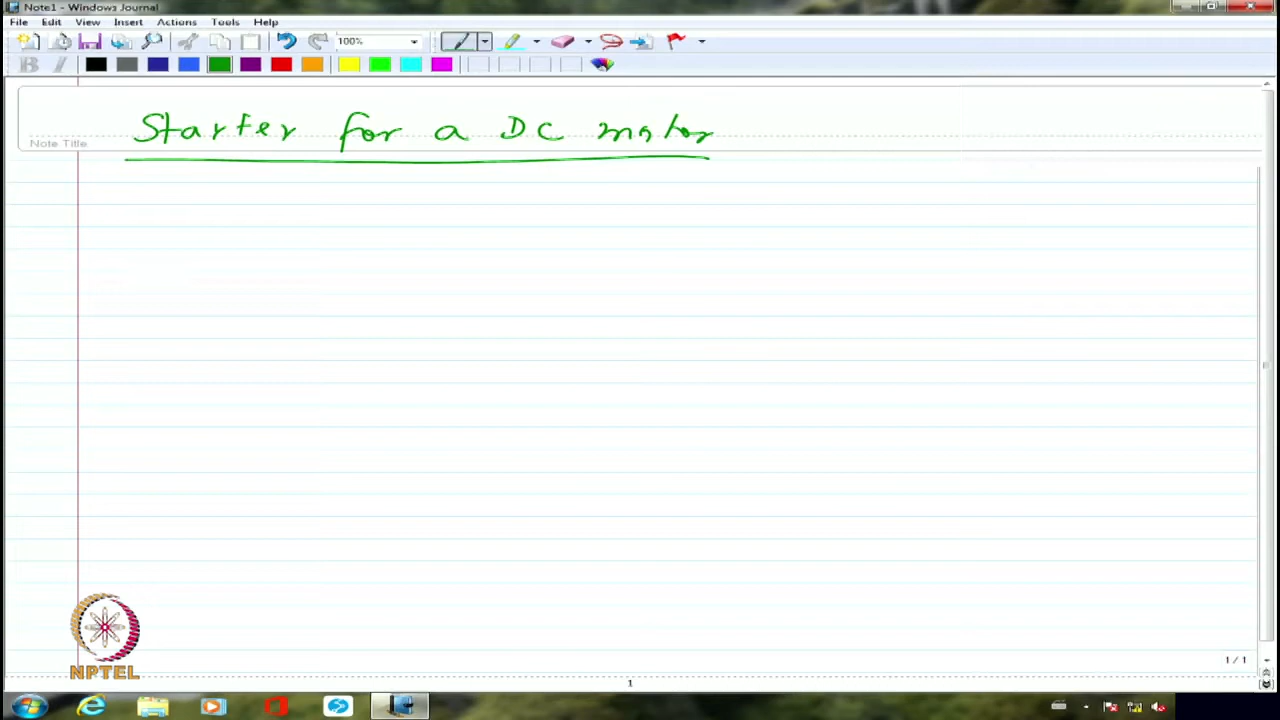 Note1 - Windows Journal
File Edit View Insert Actions Tools Help
100%
B I
Starter for a DC motor
Note Title
NPTEL
1 / 1
1